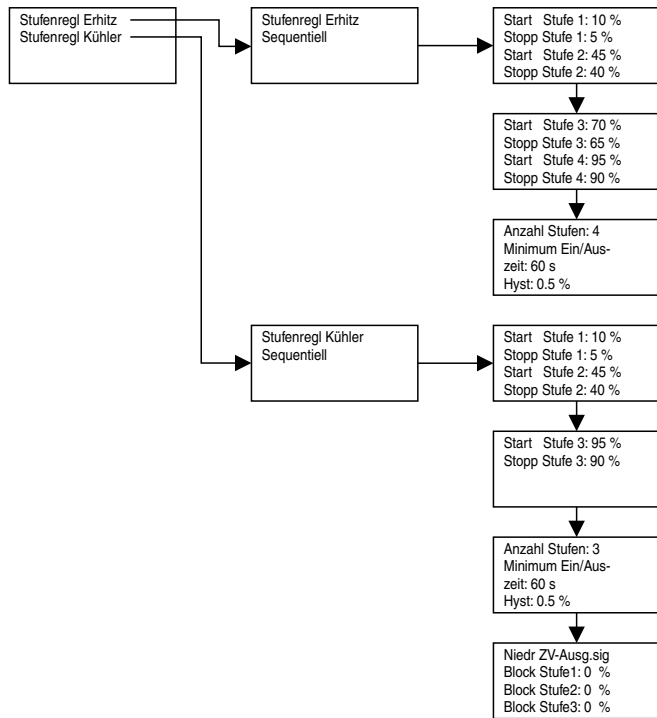 Stufenregl Erhitz
Stufenregl Kühler
Stufenregl Erhitz
Sequentiell
Start Stufe 1: 10 %
Stopp Stufe 1: 5 %
Start Stufe 2: 45 %
Stopp Stufe 2: 40 %
Start Stufe 3: 70 %
Stopp Stufe 3: 65 %
Start Stufe 4: 95 %
Stopp Stufe 4: 90 %
Anzahl Stufen: 4
Minimum Ein/Aus-
zeit: 60 s
Hyst: 0.5 %
Stufenregl Kühler
Sequentiell
Start Stufe 1: 10 %
Stopp Stufe 1: 5 %
Start Stufe 2: 45 %
Stopp Stufe 2: 40 %
Start Stufe 3: 95 %
Stopp Stufe 3: 90 %
Anzahl Stufen: 3
Minimum Ein/Aus-
zeit: 60 s
Hyst: 0.5 %
Niedr ZV-Ausg.sig
Block Stufe1: 0 %
Block Stufe2: 0 %
Block Stufe3: 0 %